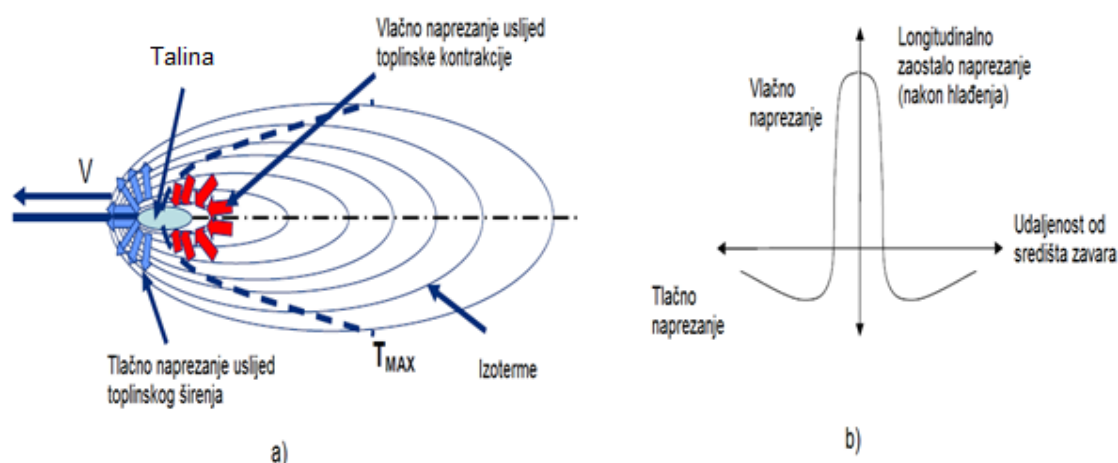 Talina
Vlačno naprezanje uslijed
toplinske kontrakcije
V
Tlačno naprezanje uslijed
toplinskog širenja
TMAX
Izoterme
a)
Longitudinalno
zaostalo naprezanje
(nakon hlađenja)
Vlačno
naprezanje
Udaljenost od
središta zavara
Tlačno
naprezanje
b)